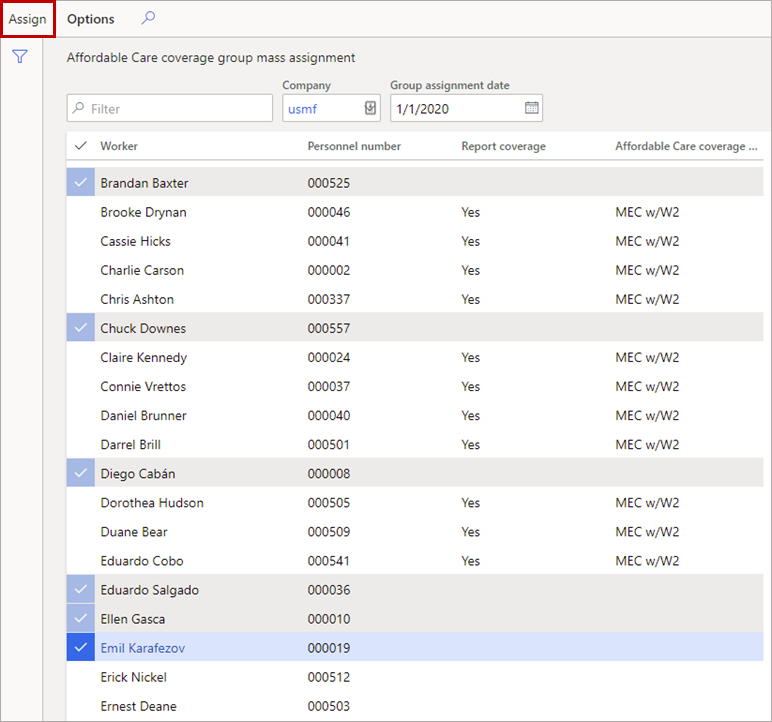 Assign Options
Affordable Care coverage group mass assignment
Company Group assignment date
Filter usmf 1/1/2020
Worker Personnel number Report coverage Affordable Care coverage ...
Brandan Baxter 000525
Brooke Drynan 000046 Yes MEC w/W2
Cassie Hicks 000041 Yes MEC w/W2
Charlie Carson 000002 Yes MEC w/W2
Chris Ashton 000337 Yes MEC w/W2
Chuck Downes 000557
Claire Kennedy 000024 Yes MEC w/W2
Connie Vrettos 000037 Yes MEC w/W2
Daniel Brunner 000040 Yes MEC w/W2
Darrel Brill 000501 Yes MEC w/W2
Diego Cabán 000008
Dorothea Hudson 000505 Yes MEC w/W2
Duane Bear 000509 Yes MEC w/W2
Eduardo Cobo 000541 Yes MEC w/W2
Eduardo Salgado 000036
Ellen Gasca 000010
Emil Karafezov 000019
Erick Nickel 000512
Ernest Deane 000503